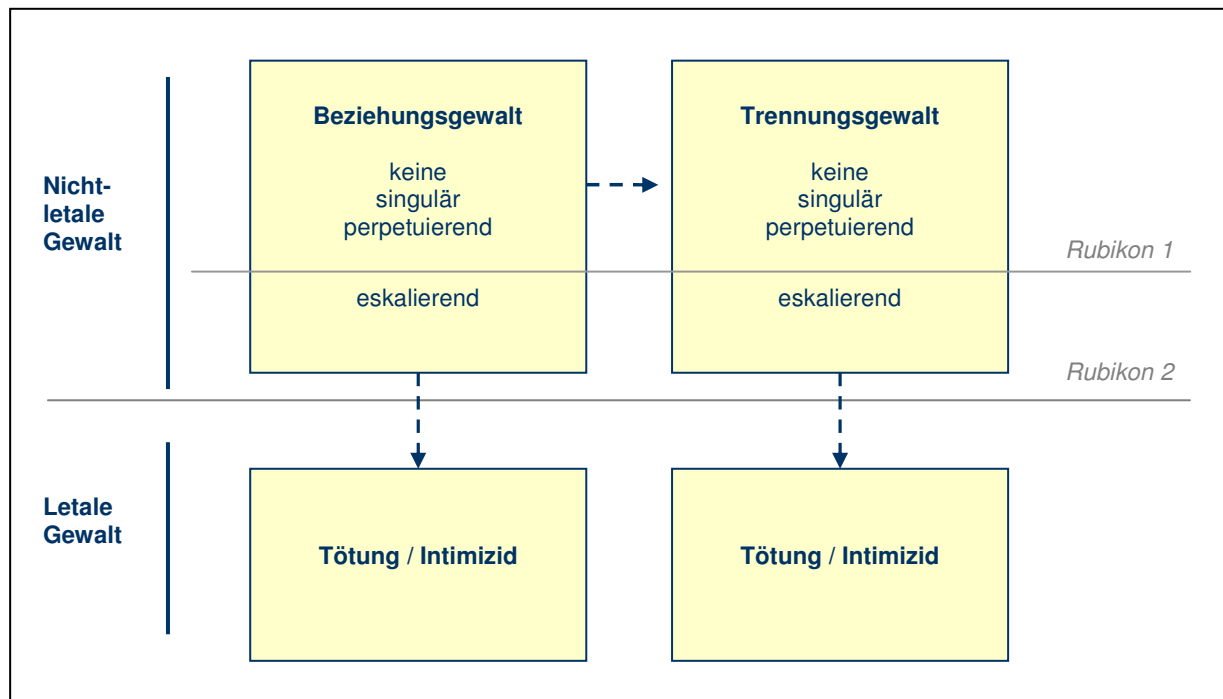 Beziehungsgewalt
Trennungsgewalt
Nicht-
letale
Gewalt
keine
singulär
perpetuierend
keine
singulär
perpetuierend
Rubikon 1
eskalierend
eskalierend
Rubikon 2
Letale
Gewalt
Tötung / Intimizid
Tötung / Intimizid